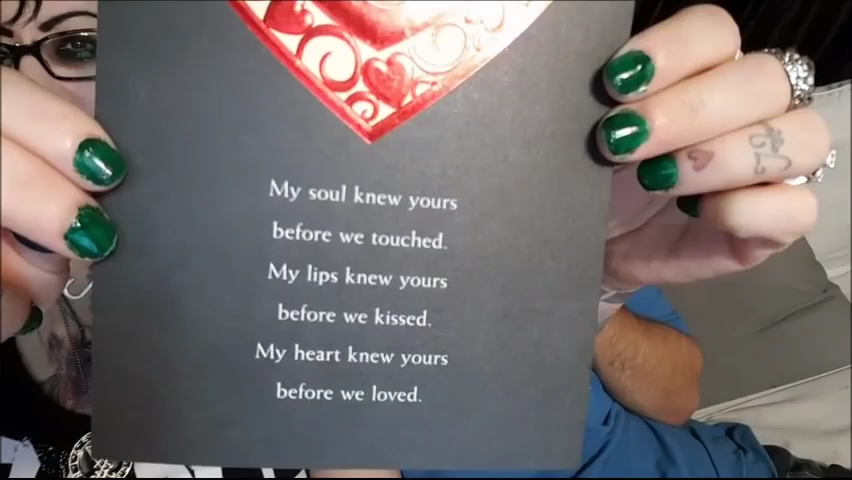 My soul knew yours
before we touched.
My lips knew yours
before we kissed.
My heart knew yours
before we loved.